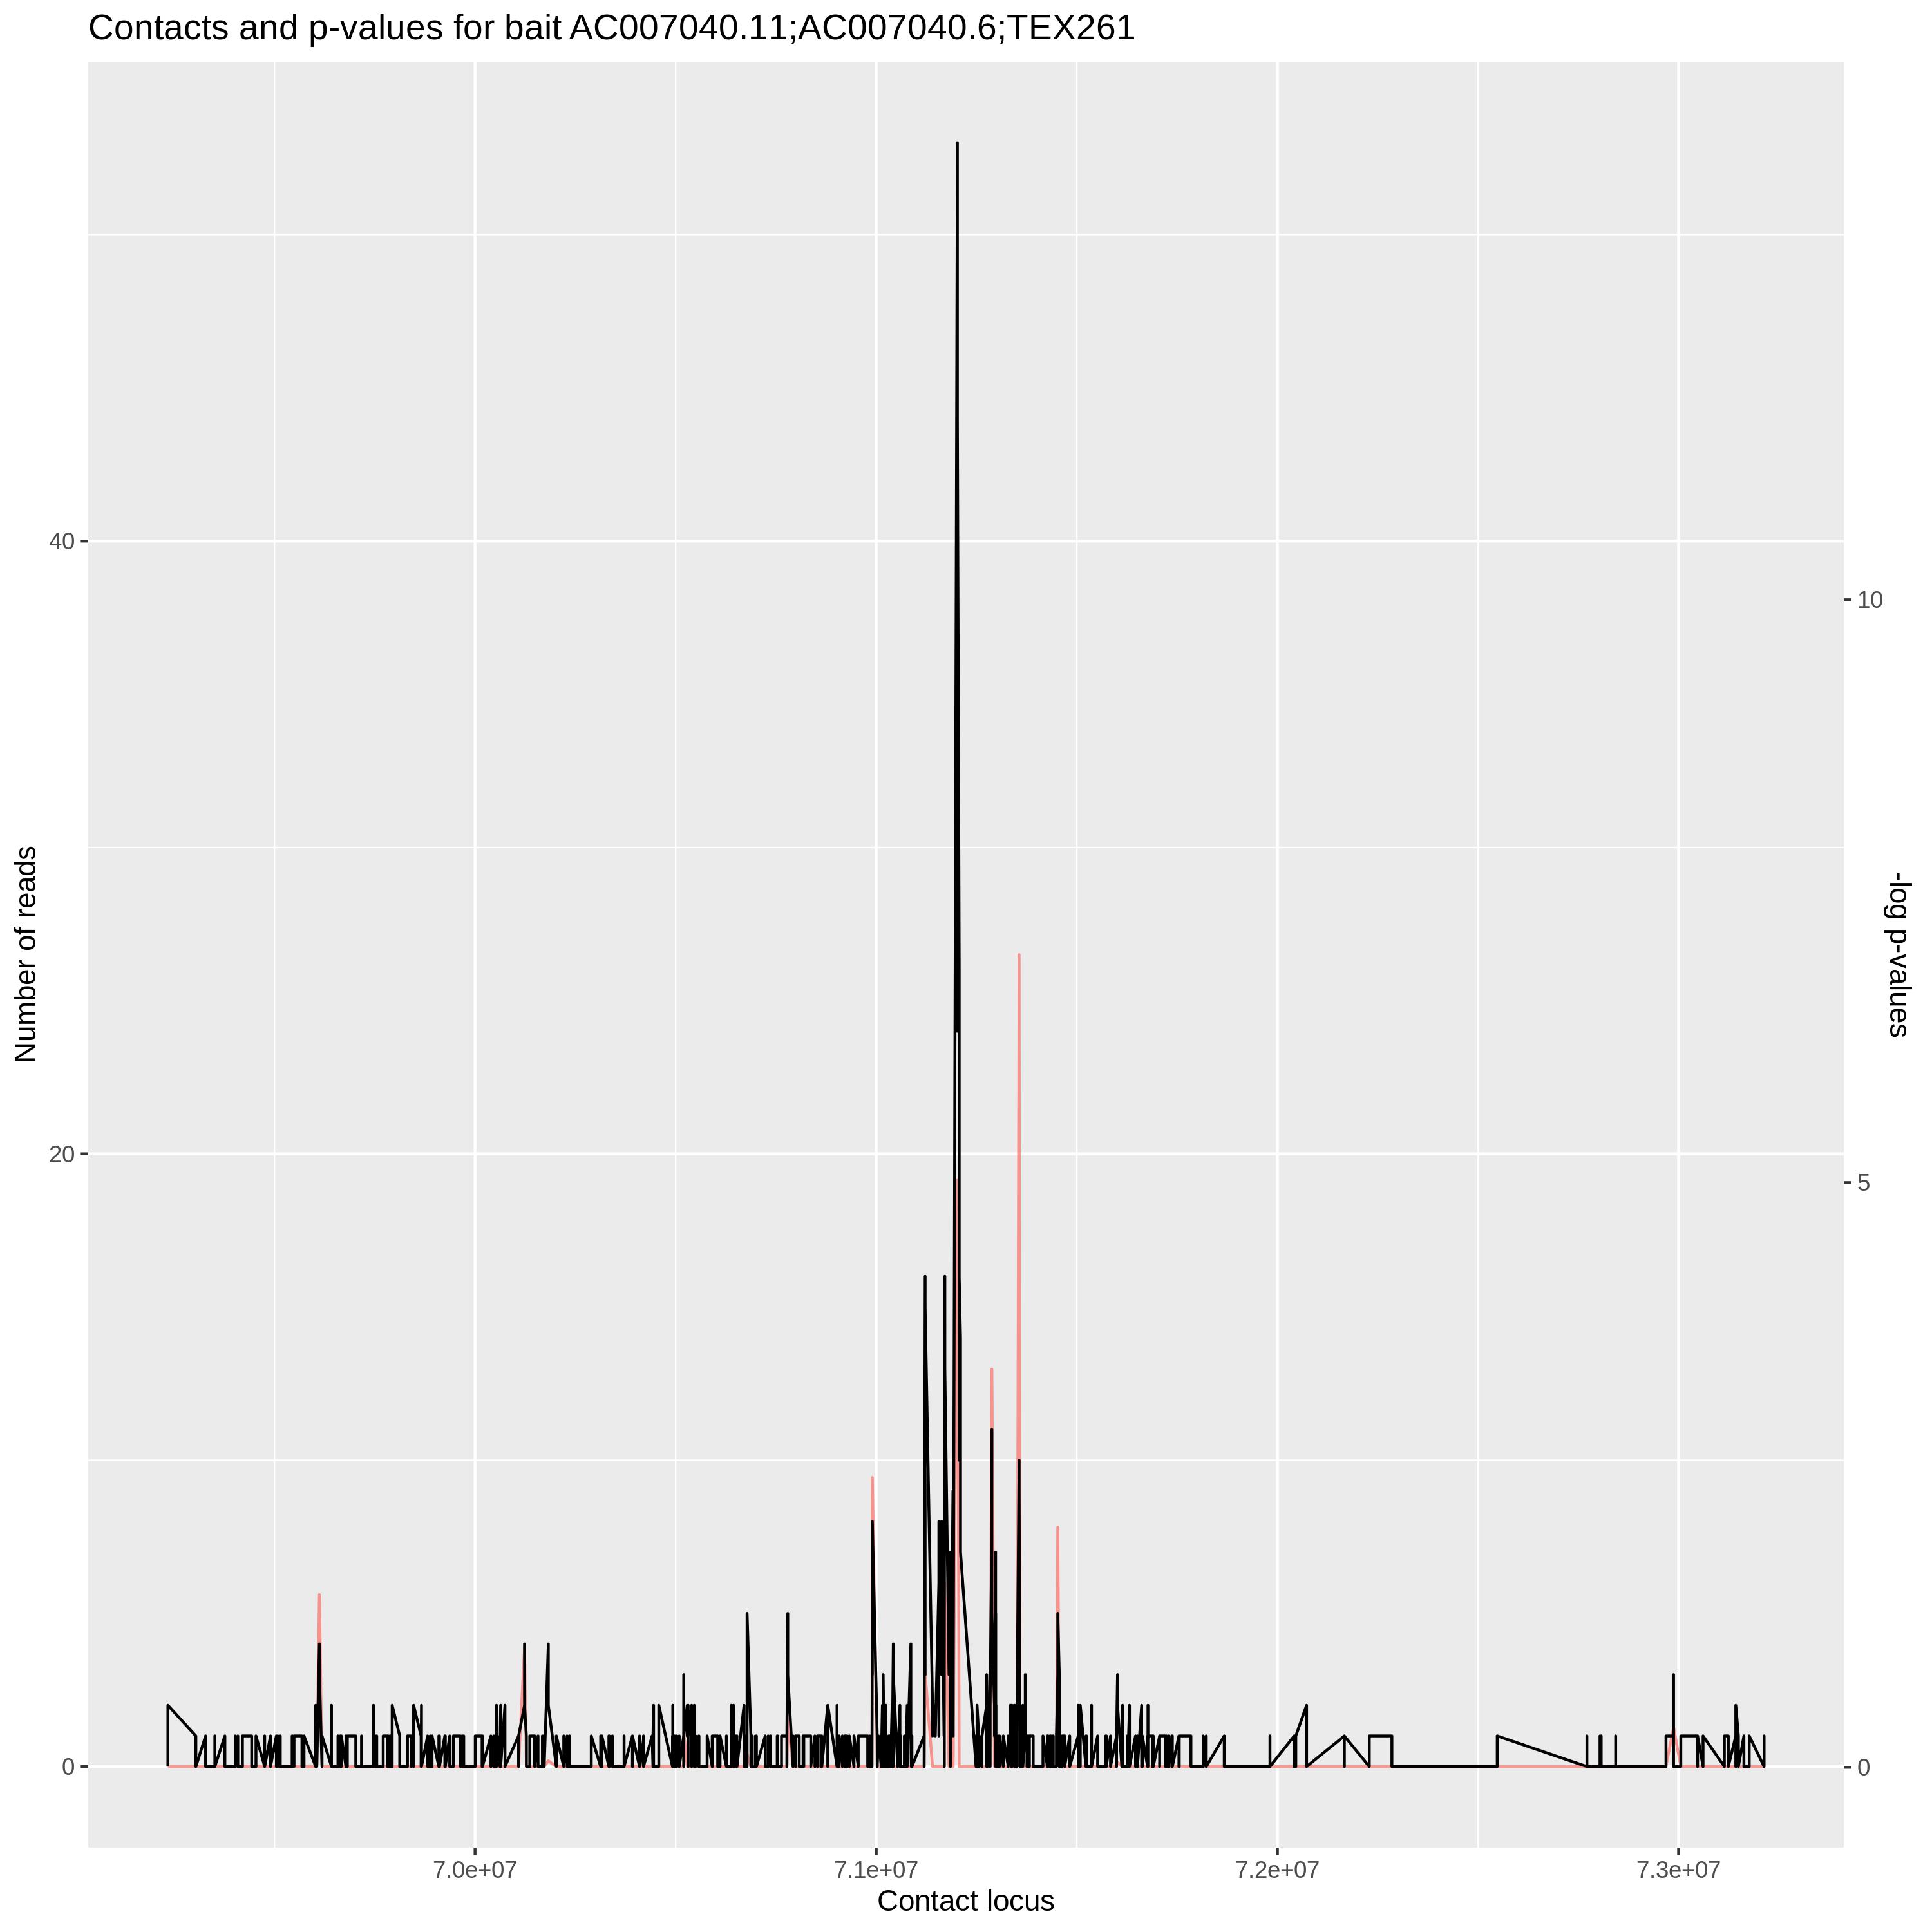 Contacts and p-values for bait AC007040.11;AC007040.6;TEX261
40
20
0
Number of reads
10
5
0
-log p-values
7.0e+07
7.1e+07
7.2e+07
7.3e+07
Contact locus